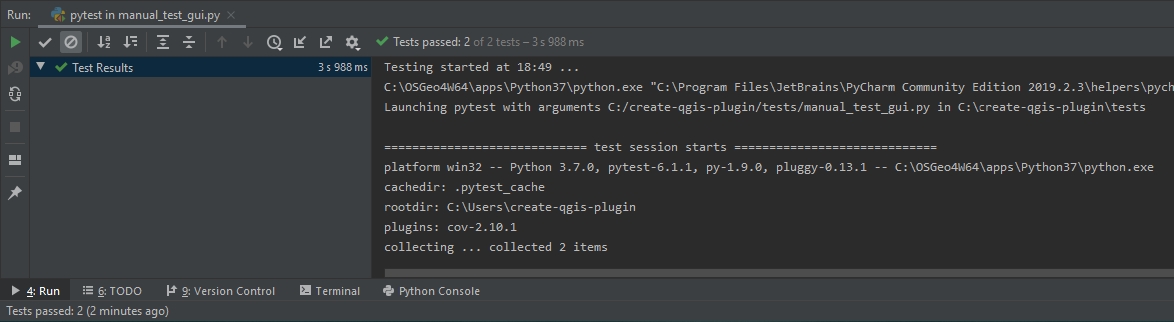 Run: pytest in manual_test_gui.py
Tests passed: 2 of 2 tests – 3 s 988 ms
Test Results 3 s 988 ms
Testing started at 18:49 ...
C:\OSGeo4W64\apps\Python37\python.exe "C:\Program Files\JetBrains\PyCharm Community Edition 2019.2.3\helpers\pych
Launching pytest with arguments C:/create-qgis-plugin/tests/manual_test_gui.py in C:\create-qgis-plugin\tests
============================= test session starts =============================
platform win32 -- Python 3.7.0, pytest-6.1.1, py-1.9.0, pluggy-0.13.1 -- C:\OSGeo4W64\apps\Python37\python.exe
cachedir: .pytest_cache
rootdir: C:\Users\create-qgis-plugin
plugins: cov-2.10.1
collecting ... collected 2 items
4: Run 6: TODO 9: Version Control Terminal Python Console
Tests passed: 2 (2 minutes ago)